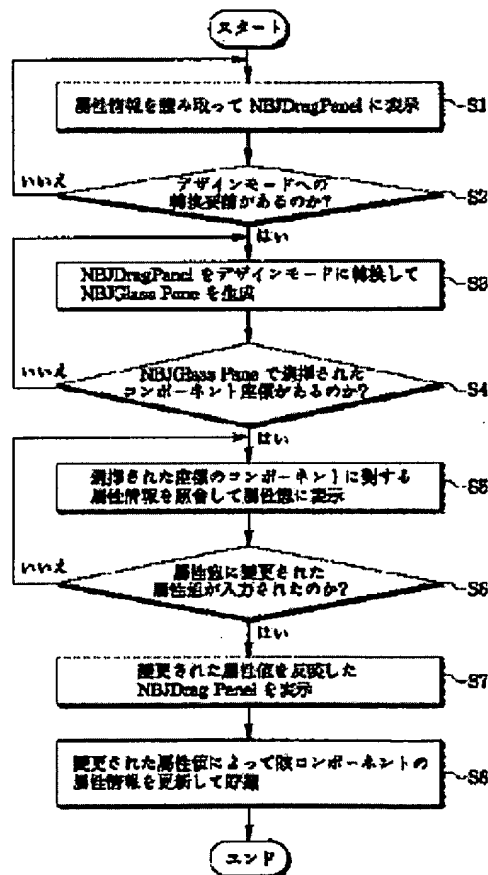 スタート
属性情報を読み取って NBJDragPanel に表示
S1
デザインモードへの
転換要請があるのか?
S2
いいえ
はい
NBJDragPanel をデザインモードに転換して
NBJGlass Pane を生成
S3
NBJGlass Pane で選擇された
コンポーネント座標があるのか?
S4
いいえ
はい
選擇された座標のコンポーネントに對する
属性情報を照會して属性窓に表示
S5
属性窓に變更された
属性値が入力されたのか?
S6
いいえ
はい
變更された属性値を反映した
NBJDrag Panel を表示
S7
變更された属性値によって該コンポーネントの
属性情報を更新して貯藏
S8
エンド